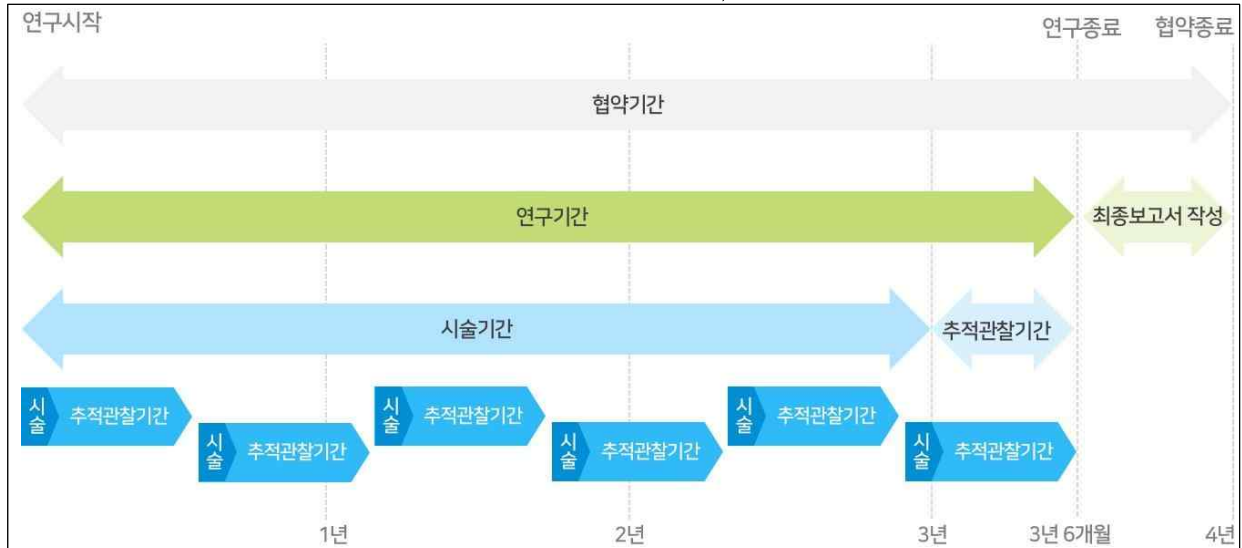 연구시작
연구종료 협약종료
협약기간
연구기간
최종보고서 작성
시술기간
추적관찰기간
시술 추적관찰기간
시술 추적관찰기간
시술 추적관찰기간
시술 추적관찰기간
시술 추적관찰기간
시술 추적관찰기간
1년 2년 3년 3년 6개월 4년